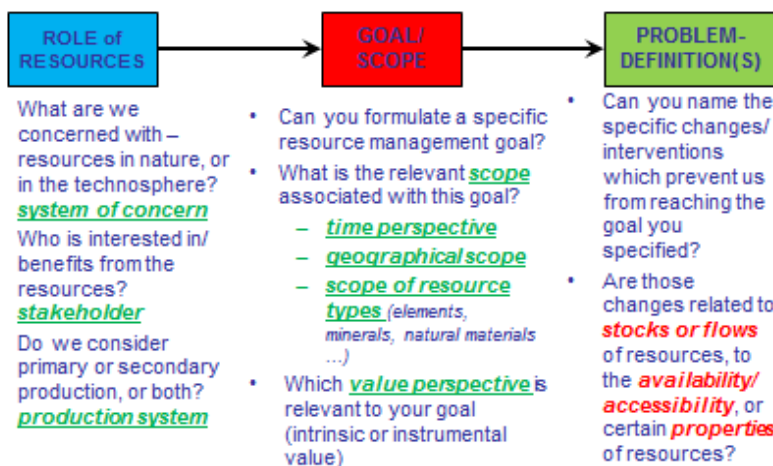 ROLE of
RESOURCES
What are we
concerned with –
resources in nature, or
in the technosphere?
system of concern
Who is interested in/
benefits from the
resources?
stakeholder
Do we consider
primary or secondary
production, or both?
production system
GOAL/
SCOPE
• Can you formulate a specific
resource management goal?
• What is the relevant scope
associated with this goal?
– time perspective
– geographical scope
– scope of resource
types (elements,
minerals, natural materials
...)
• Which value perspective is
relevant to your goal
(intrinsic or instrumental
value)
PROBLEM-
DEFINITION(S)
• Can you name the
specific changes/
interventions
which prevent us
from reaching the
goal you
specified?
• Are those
changes related to
stocks or flows
of resources, to
the availability/
accessibility, or
certain properties
of resources?